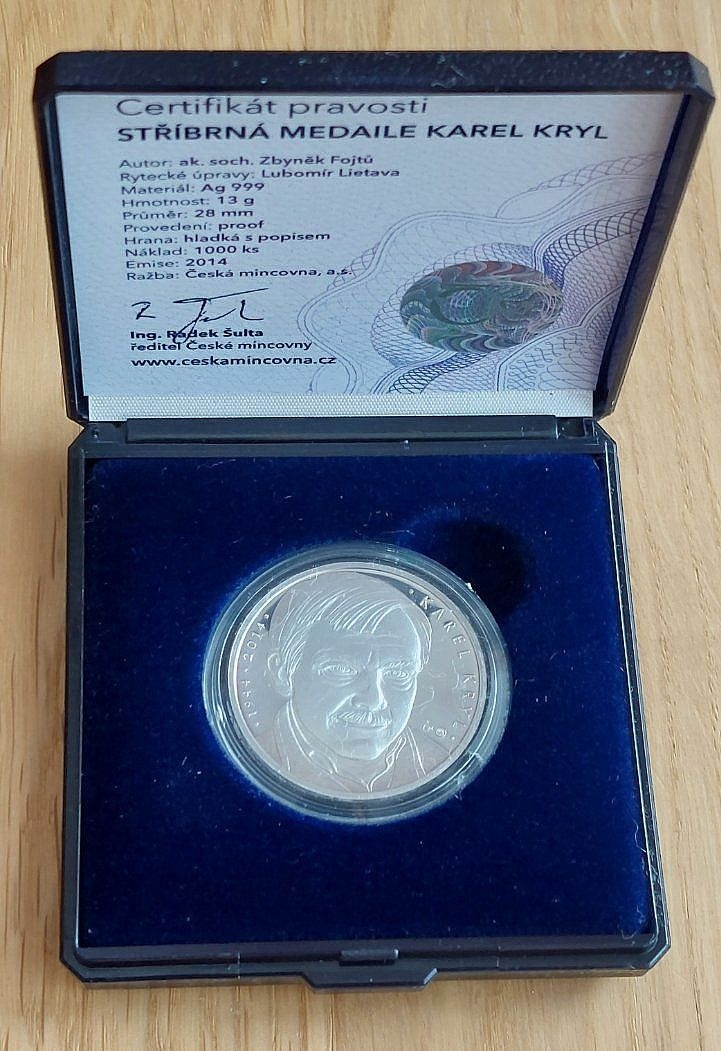 Certifikát pravosti
STŘÍBRNÁ MEDAILE KAREL KRYL
Autor: ak. soch. Zbyněk Fojtů
Rytecké úpravy: Lubomír Lietava
Materiál: Ag 999
Hmotnost: 13 g
Průměr: 28 mm
Provedení: proof
Hrana: hladká s popisem
Náklad: 1000 ks
Emise: 2014
Ražba: Česká mincovna, a.s.
Ing. Radek Šulta
ředitel České mincovny
www.ceskamincovna.cz
•1994 - 2014•
•KAREL KRYL•